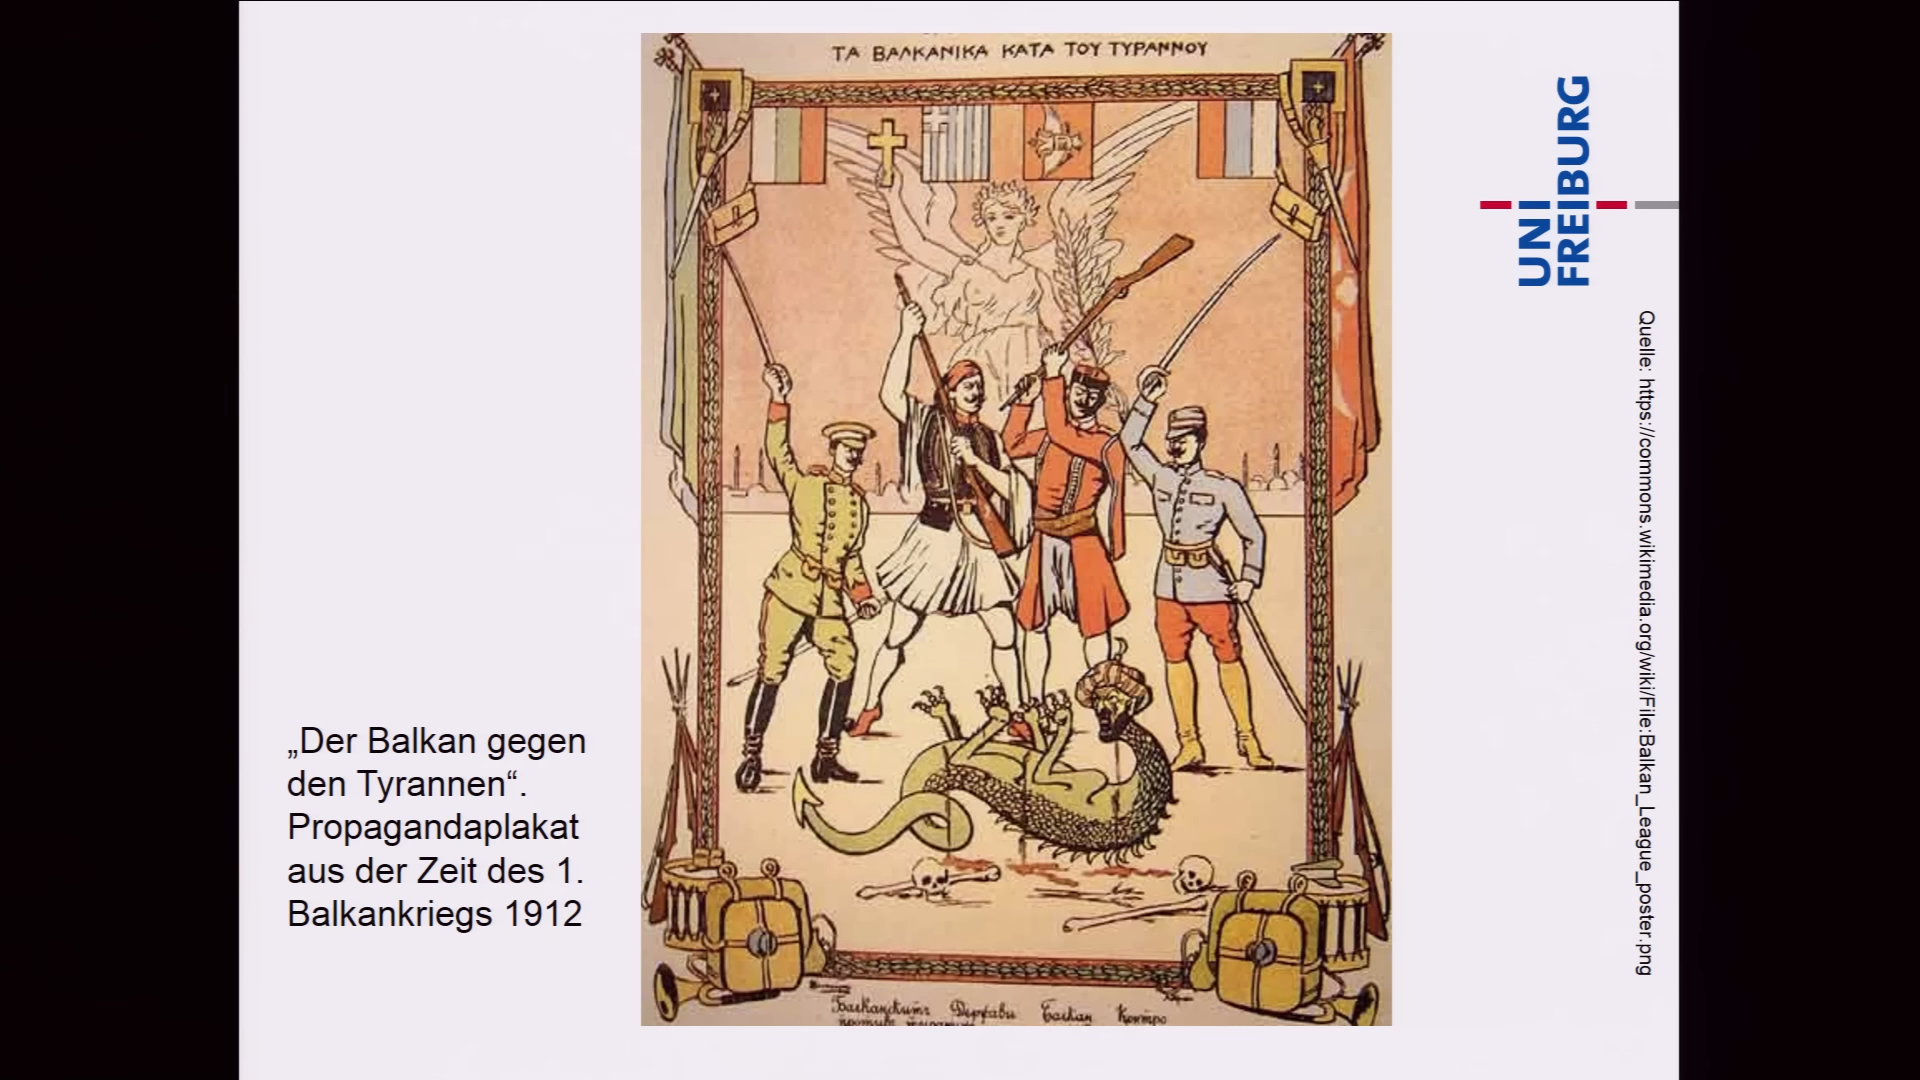 ΤΑ ΒΑΛΚΑΝΙΚΑ ΚΑΤΑ ΤΟΥ ΤΥΡΑΝΝΟΥ
UNI
FREIBURG
Quelle: https://commons.wikimedia.org/wiki/File:Balkan_League_poster.png
„Der Balkan gegen
den Tyrannen“.
Propagandaplakat
aus der Zeit des 1.
Balkankriegs 1912